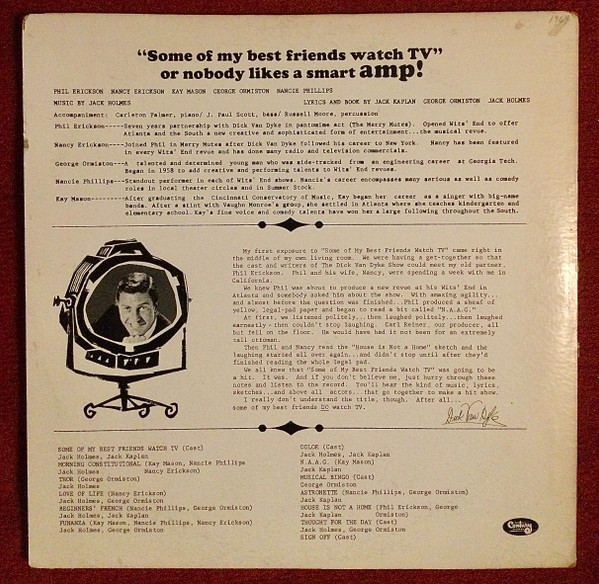 1969
“Some of my best friends watch TV”
or nobody likes a smart amp!
PHIL ERICKSON NANCY ERICKSON KAY MASON GEORGE ORMISTON NANCIE PHILLIPS
MUSIC BY JACK HOLMES LYRICS AND BOOK BY JACK KAPLAN GEORGE ORMISTON JACK HOLMES
Accompaniment: Carleton Palmer, piano/ J. Paul Scott, bass/ Russell Moore, percussion
Phil Erickson-----Seven years partnership with Dick Van Dyke in pantomime act (The Merry Mutes). Opened Wits' End to offer
Atlanta and the South a new creative and sophisticated form of entertainment...the musical revue.
Nancy Erickson----Joined Phil in Merry Mutes after Dick Van Dyke followed his career to New York. Nancy has been featured
in every Wits' End revue and has done many radio and television commercials.
George Ormiston---A talented and determined young man who was side-tracked from an engineering career at Georgia Tech.
Began in 1958 to add creative and performing talents to Wits' End revues.
Nancie Phillips---Standout performer in each of Wits' End shows. Nancie's career encompasses many serious as well as comedy
roles in local theater circles and in Summer Stock.
Kay Mason---------After graduating the Cincinnati Conservatory of Music, Kay began her career as a singer with big-name
bands. After a stint with Vaughn Monroe's group, she settled in Atlanta where she teaches kindergarten and
elementary school. Kay's fine voice and comedy talents have won her a large following throughout the South.
My first exposure to "Some of My Best Friends Watch TV" came right in
the middle of my own living room. We were having a get-together so that
the cast and writers of The Dick Van Dyke Show could meet my old partner,
Phil Erickson. Phil and his wife, Nancy, were spending a week with me in
California.
We knew Phil was about to produce a new revue at his Wits' End in
Atlanta and somebody asked him about the show. With amazing agility...
and almost before the question was finished...Phil produced a sheaf of
yellow, legal-pad paper and began to read a bit called "N.A.A.G."
At first, we listened politely...then laughed politely...then laughed
earnestly - then couldn't stop laughing. Carl Reiner, our producer, all
but fell on the floor. He would have had it not been for an extremely
tall ottoman.
Then Phil and Nancy read the "House is Not a Home" sketch and the
laughing started all over again...and didn't stop until after they'd
finished reading the whole legal pad.
We all knew that "Some of My Best Friends Watch TV" was going to be
a hit. It was. And if you don't believe me, just hurry through these
notes and listen to the record. You'll hear the kind of music, lyrics,
sketches...and above all actors..that go together to make a hit show.
I really don't understand the title, though. After all...
some of my best friends DO watch TV.
Dick Van Dyke
SOME OF MY BEST FRIENDS WATCH TV (Cast)
Jack Holmes, Jack Kaplan
MORNING CONSTITUTIONAL (Kay Mason, Nancie Phillips
Jack Holmes Nancy Erickson)
THOR (George Ormiston)
Jack Holmes
LOVE OF LIFE (Nancy Erickson)
Jack Holmes, George Ormiston
BEGINNERS' FRENCH (Nancie Phillips, George Ormiston)
Jack Holmes, Jack Kaplan
FUNANZA (Kay Mason, Nancie Phillips, Nancy Erickson)
Jack Holmes, George Ormiston
COLOR (Cast)
Jack Holmes, Jack Kaplan
N.A.A.G. (Kay Mason)
Jack Kaplan
MUSICAL BINGO (Cast)
George Ormiston
ASTRONETTE (Nancie Phillips, George Ormiston)
Jack Holmes, Jack Kaplan
HOUSE IS NOT A HOME (Phil Erickson, George
Jack Kaplan Ormiston)
THOUGHT FOR THE DAY (Cast)
Jack Holmes, George Ormiston
SIGN OFF (Cast)
Century